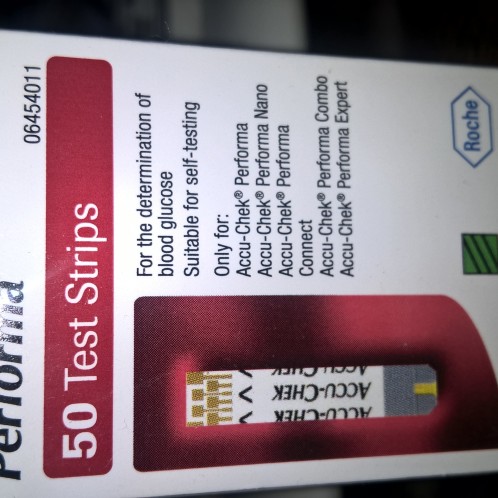 Performa
06454011
50 Test Strips
For the determination of
blood glucose
Suitable for self-testing
Only for:
Accu-Chek® Performa
Accu-Chek® Performa Nano
Accu-Chek® Performa
Connect
Accu-Chek® Performa Combo
Accu-Chek® Performa Expert
Roche
ACCU-CHEK
ACCU-CHEK
ACCU-CHEK